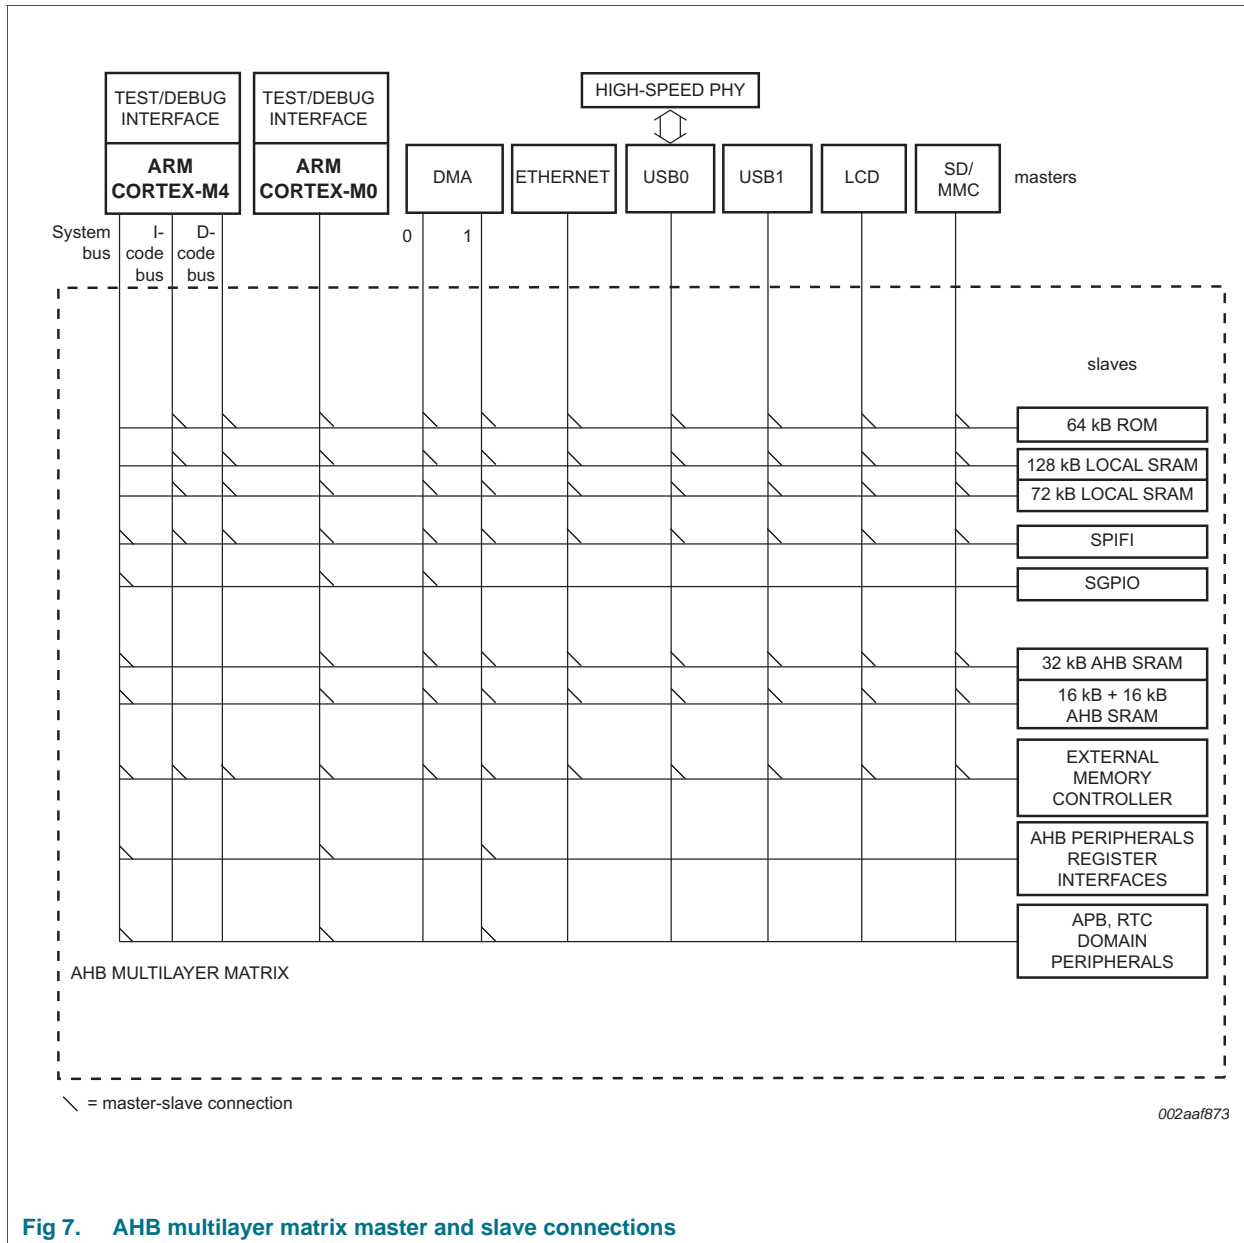 HIGH-SPEED PHY
TEST/DEBUG
INTERFACE
TEST/DEBUG
INTERFACE
ARM
CORTEX-M4
ARM
CORTEX-M0
DMA
ETHERNET
USB0
USB1
LCD
SD/
MMC
masters
System
bus
I-
code
bus
D-
code
bus
0
1
slaves
64 kB ROM
128 kB LOCAL SRAM
72 kB LOCAL SRAM
SPIFI
SGPIO
32 kB AHB SRAM
16 kB + 16 kB
AHB SRAM
EXTERNAL
MEMORY
CONTROLLER
AHB PERIPHERALS
REGISTER
INTERFACES
APB, RTC
DOMAIN
PERIPHERALS
AHB MULTILAYER MATRIX
= master-slave connection
002aaf873
Fig 7. AHB multilayer matrix master and slave connections